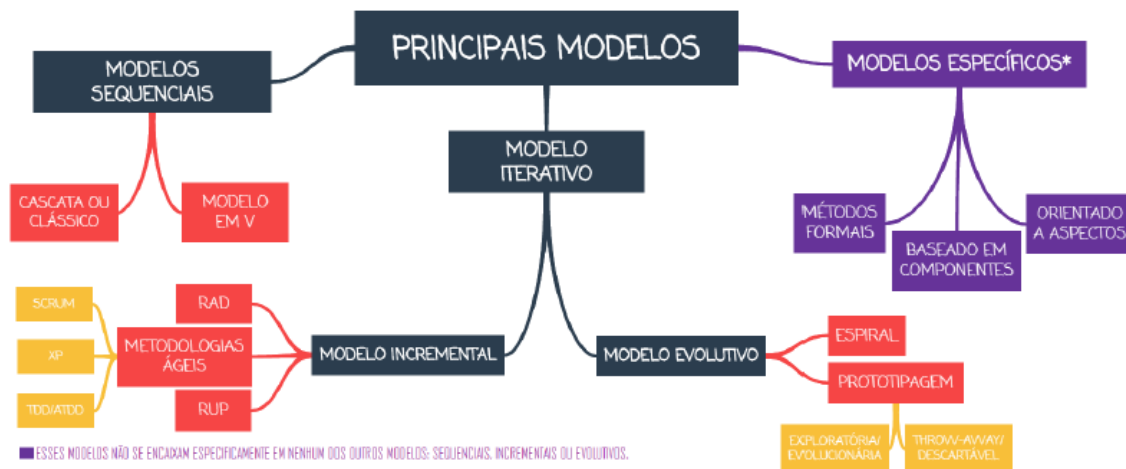 PRINCIPAIS MODELOS
MODELOS
SEQUENCIAIS
MODELOS ESPECÍFICOS*
MODELO
ITERATIVO
CASCATA OU
CLÁSSICO
MODELO
EM V
MÉTODOS
FORMAIS
BASEADO EM
COMPONENTES
ORIENTADO
A ASPECTOS
SCRUM
XP
TDD/ATDD
RAD
METODOLOGIAS
ÁGEIS
RUP
MODELO INCREMENTAL
MODELO EVOLUTIVO
ESPIRAL
PROTOTIPAGEM
EXPLORATÓRIA/
EVOLUCIONÁRIA
THROW-AWAY/
DESCARTÁVEL
ESSES MODELOS NÃO SE ENCAIXAM ESPECIFICAMENTE EM NENHUM DOS OUTROS MODELOS: SEQUENCIAIS, INCREMENTAIS OU EVOLUTIVOS.